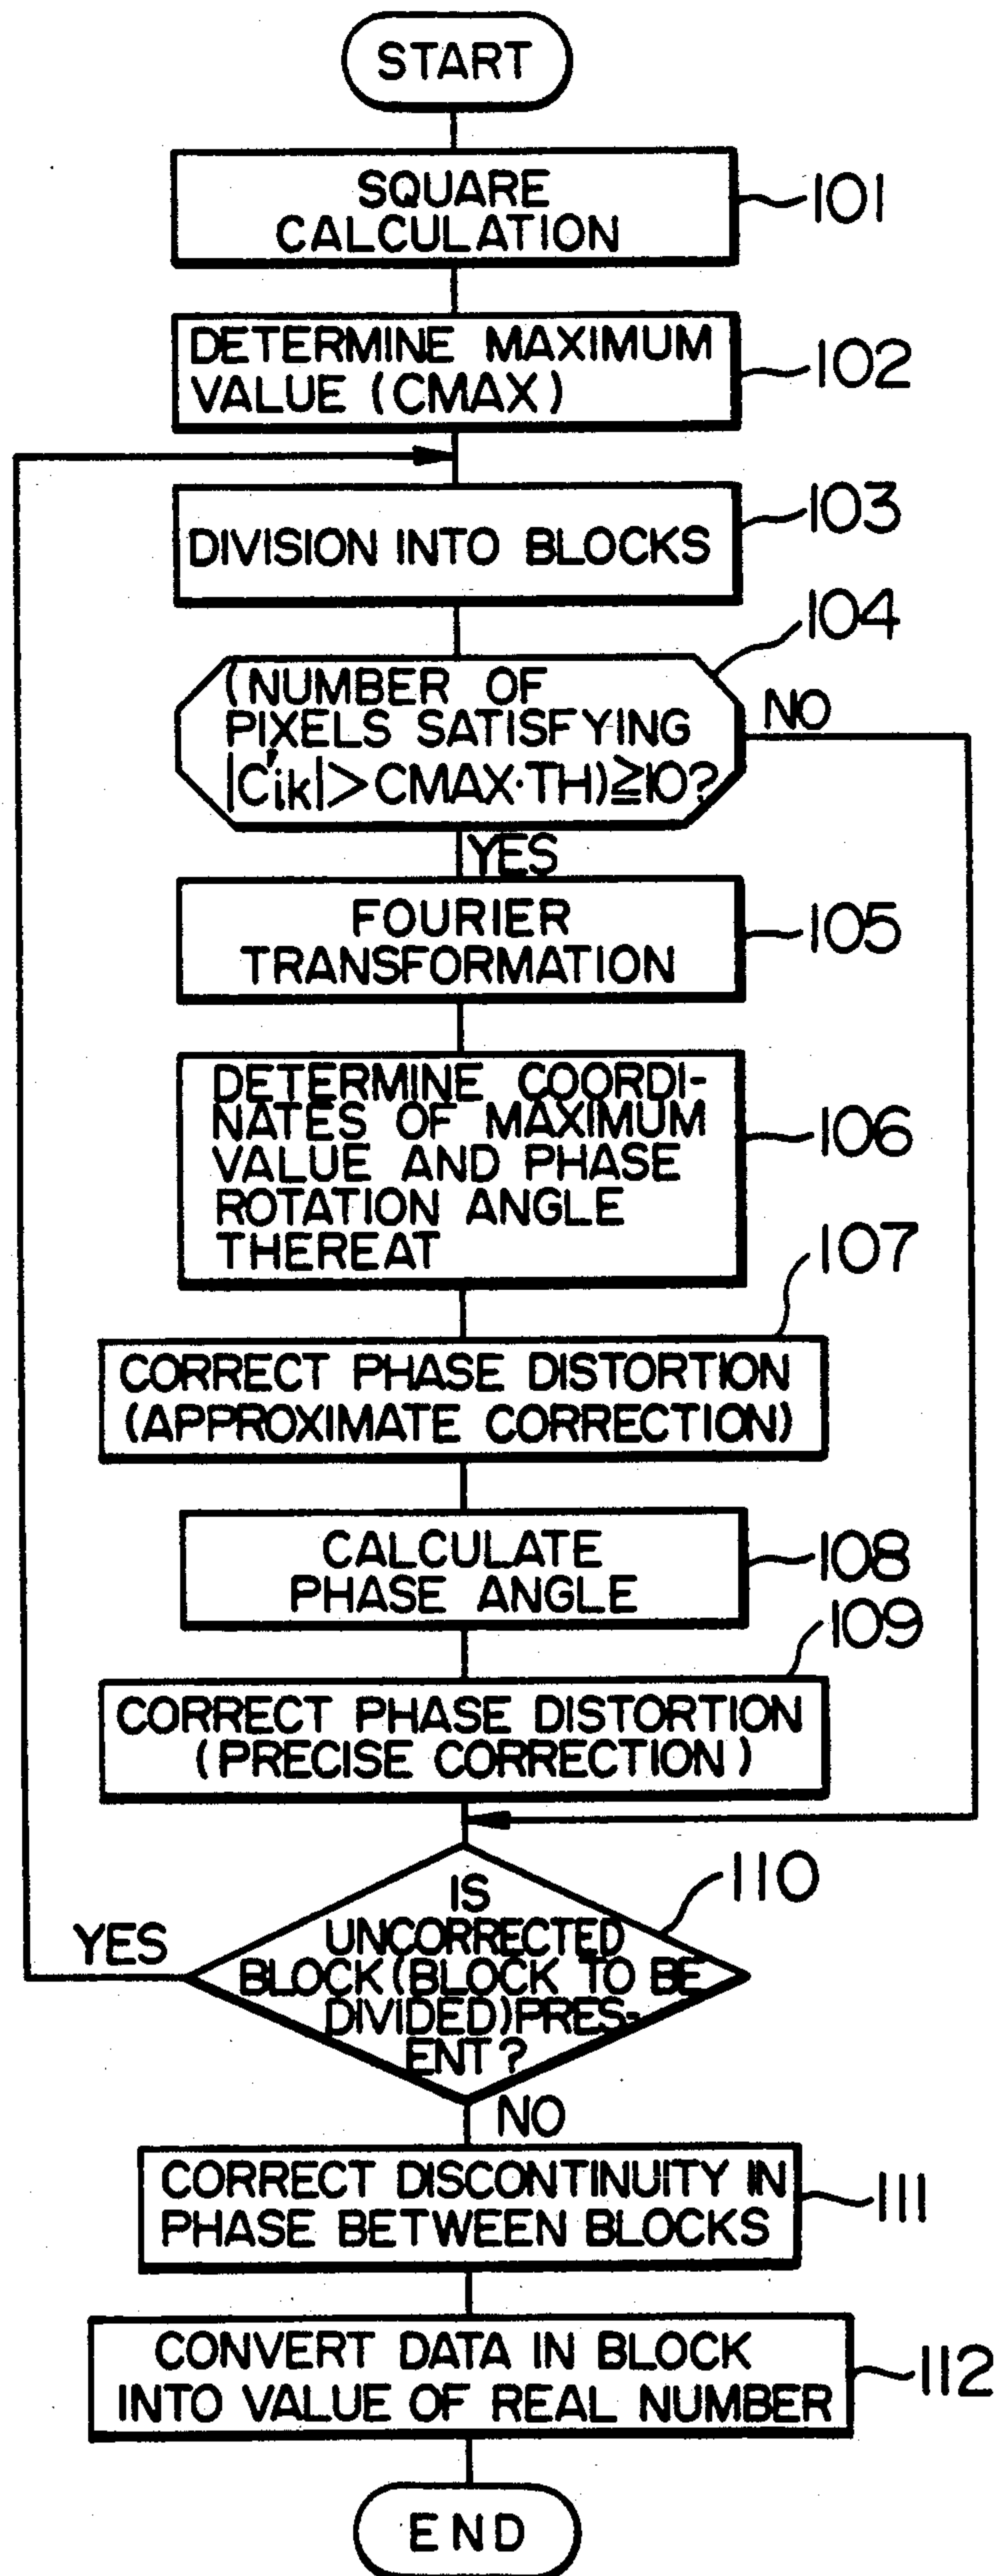 START
SQUARE
CALCULATION
101
DETERMINE MAXIMUM
VALUE (CMAX)
102
DIVISION INTO BLOCKS
103
104
(NUMBER OF
PIXELS SATISFYING
|C'ik|>CMAX·TH)≧10?
NO
YES
FOURIER
TRANSFORMATION
105
DETERMINE COORDI-
NATES OF MAXIMUM
VALUE AND PHASE
ROTATION ANGLE
THEREAT
106
107
CORRECT PHASE DISTORTION
(APPROXIMATE CORRECTION)
CALCULATE
PHASE ANGLE
108
109
CORRECT PHASE DISTORTION
(PRECISE CORRECTION)
110
IS
UNCORRECTED
BLOCK(BLOCK TO BE
DIVIDED)PRES-
ENT?
YES
NO
CORRECT DISCONTINUITY IN
PHASE BETWEEN BLOCKS
111
CONVERT DATA IN BLOCK
INTO VALUE OF REAL NUMBER
112
END